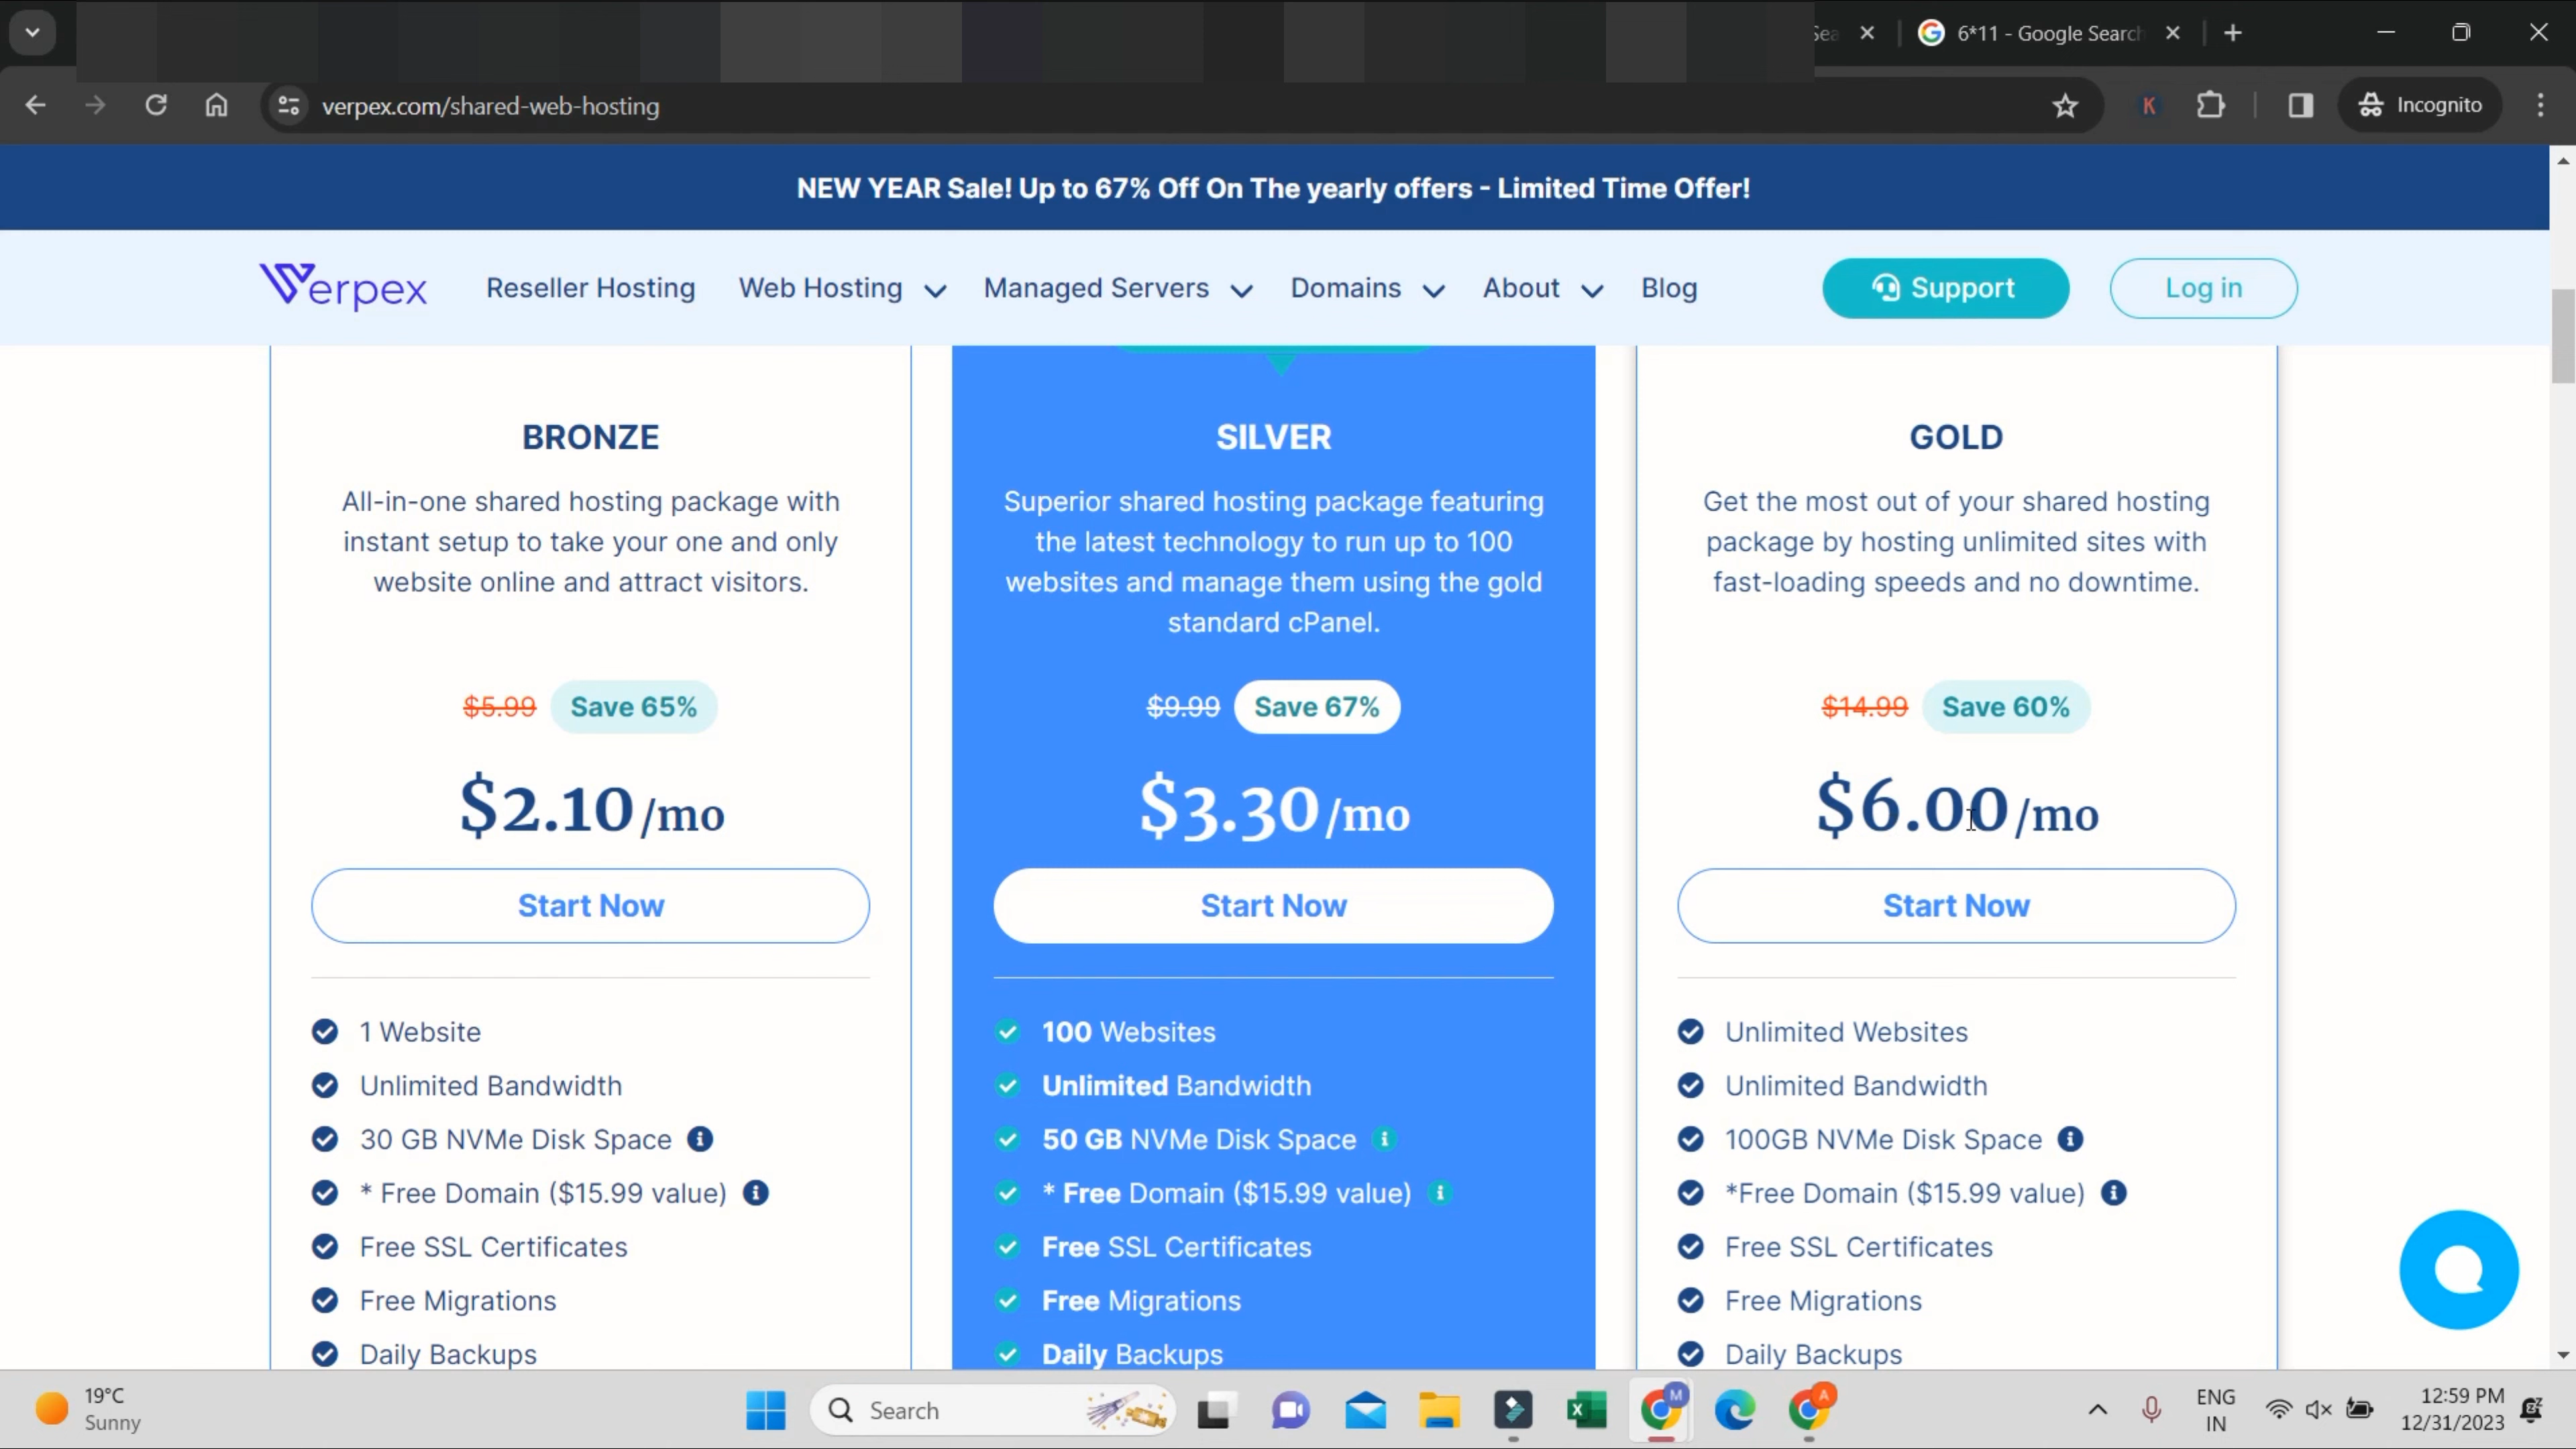 6*11 - Google Search
verpex.com/shared-web-hosting
Incognito
NEW YEAR Sale! Up to 67% Off On The yearly offers - Limited Time Offer!
Verpex
Reseller Hosting
Web Hosting
Managed Servers
Domains
About
Blog
Support
Log in
BRONZE
All-in-one shared hosting package with
instant setup to take your one and only
website online and attract visitors.
$5.99
Save 65%
$2.10/mo
Start Now
1 Website
Unlimited Bandwidth
30 GB NVMe Disk Space
* Free Domain ($15.99 value)
Free SSL Certificates
Free Migrations
Daily Backups
SILVER
Superior shared hosting package featuring
the latest technology to run up to 100
websites and manage them using the gold
standard cPanel.
$9.99
Save 67%
$3.30/mo
Start Now
100 Websites
Unlimited Bandwidth
50 GB NVMe Disk Space
* Free Domain ($15.99 value)
Free SSL Certificates
Free Migrations
Daily Backups
GOLD
Get the most out of your shared hosting
package by hosting unlimited sites with
fast-loading speeds and no downtime.
$14.99
Save 60%
$6.00/mo
Start Now
Unlimited Websites
Unlimited Bandwidth
100GB NVMe Disk Space
*Free Domain ($15.99 value)
Free SSL Certificates
Free Migrations
Daily Backups
19°C
Sunny
Search
ENG
IN
12:59 PM
12/31/2023